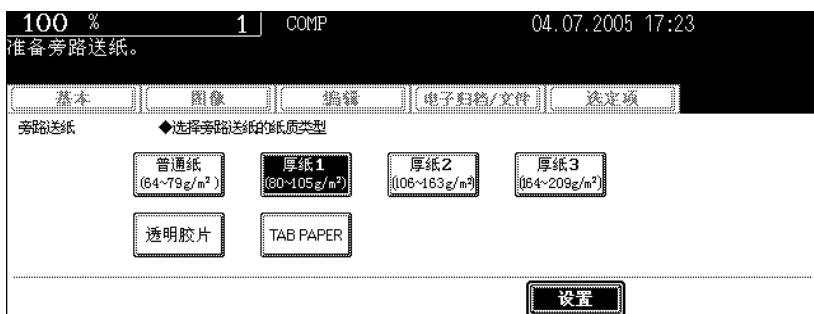 100 % 1 COMP 04.07.2005 17:23
准备旁路送纸。
基本 图像 编辑 电子归档/文件 选定项
旁路送纸 ◆选择旁路送纸的纸质类型
普通纸 厚纸1 厚纸2 厚纸3
(64~79g/m²) (80~105g/m²) (106~163g/m²) (164~209g/m²)
透明胶片 TAB PAPER
设置